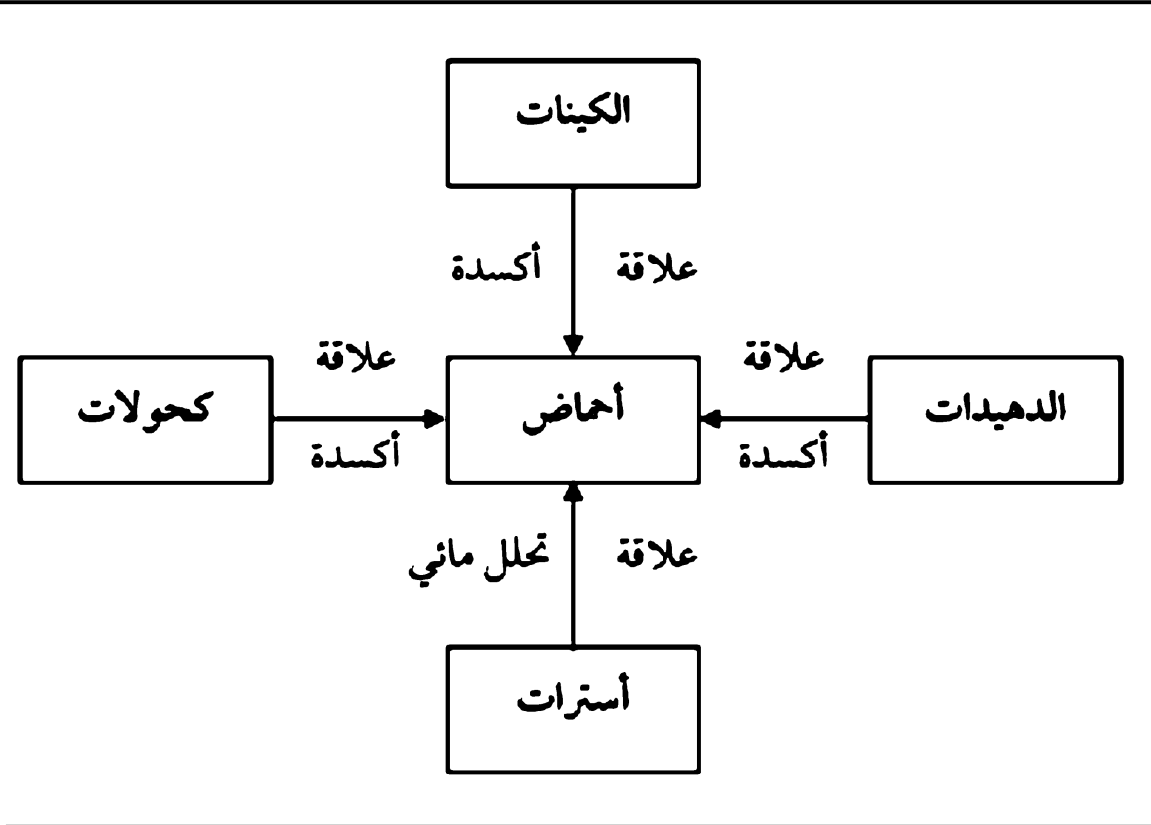 الكينات
علاقة أكسدة
علاقة علاقة
الدهيدات أحماض كحولات
أكسدة أكسدة
علاقة تحلل مائي
أسترات